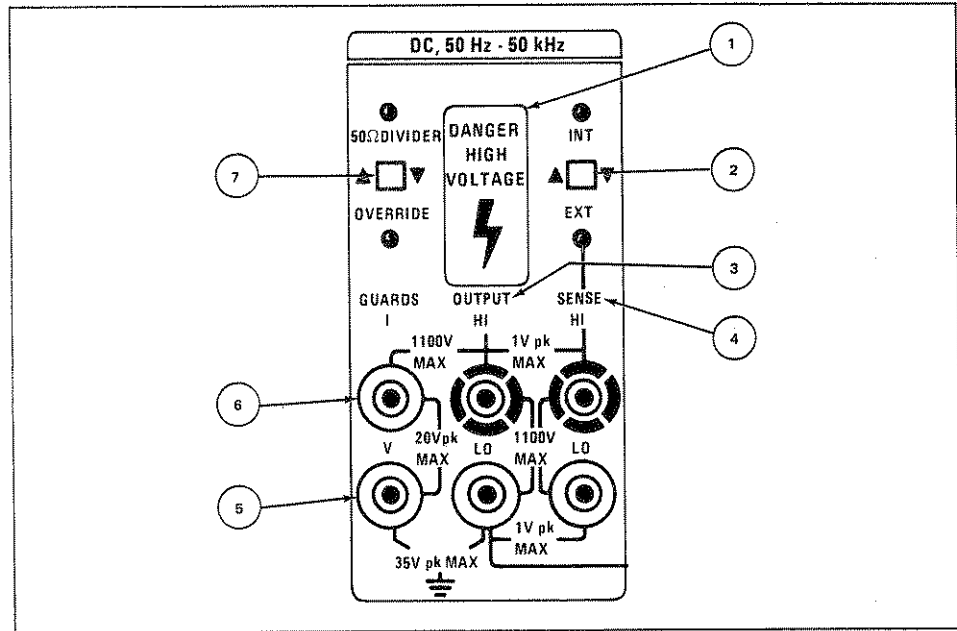 DC, 50 Hz - 50 kHz
1
50ΩDIVIDER
DANGER
HIGH
VOLTAGE
INT
7
2
OVERRIDE
EXT
3
GUARDS
I
OUTPUT
HI
SENSE
HI
4
1100V
MAX
1V pk
MAX
6
V
20Vpk
MAX
LO
1100V
MAX
LO
5
1V pk
MAX
35V pk MAX